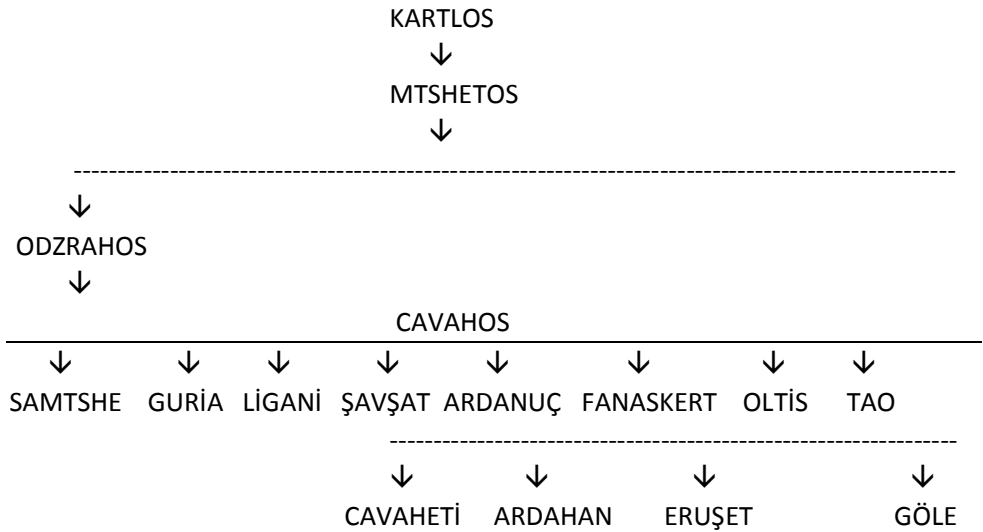 KARTLOS
MTSHETOS
ODZRAHOS
CAVAHOS
SAMTSHE GURİA LİGANİ ŞAVŞAT ARDANUÇ FANASKERT OLTİS TAO
CAVAHETİ ARDAHAN ERUŞET GÖLE